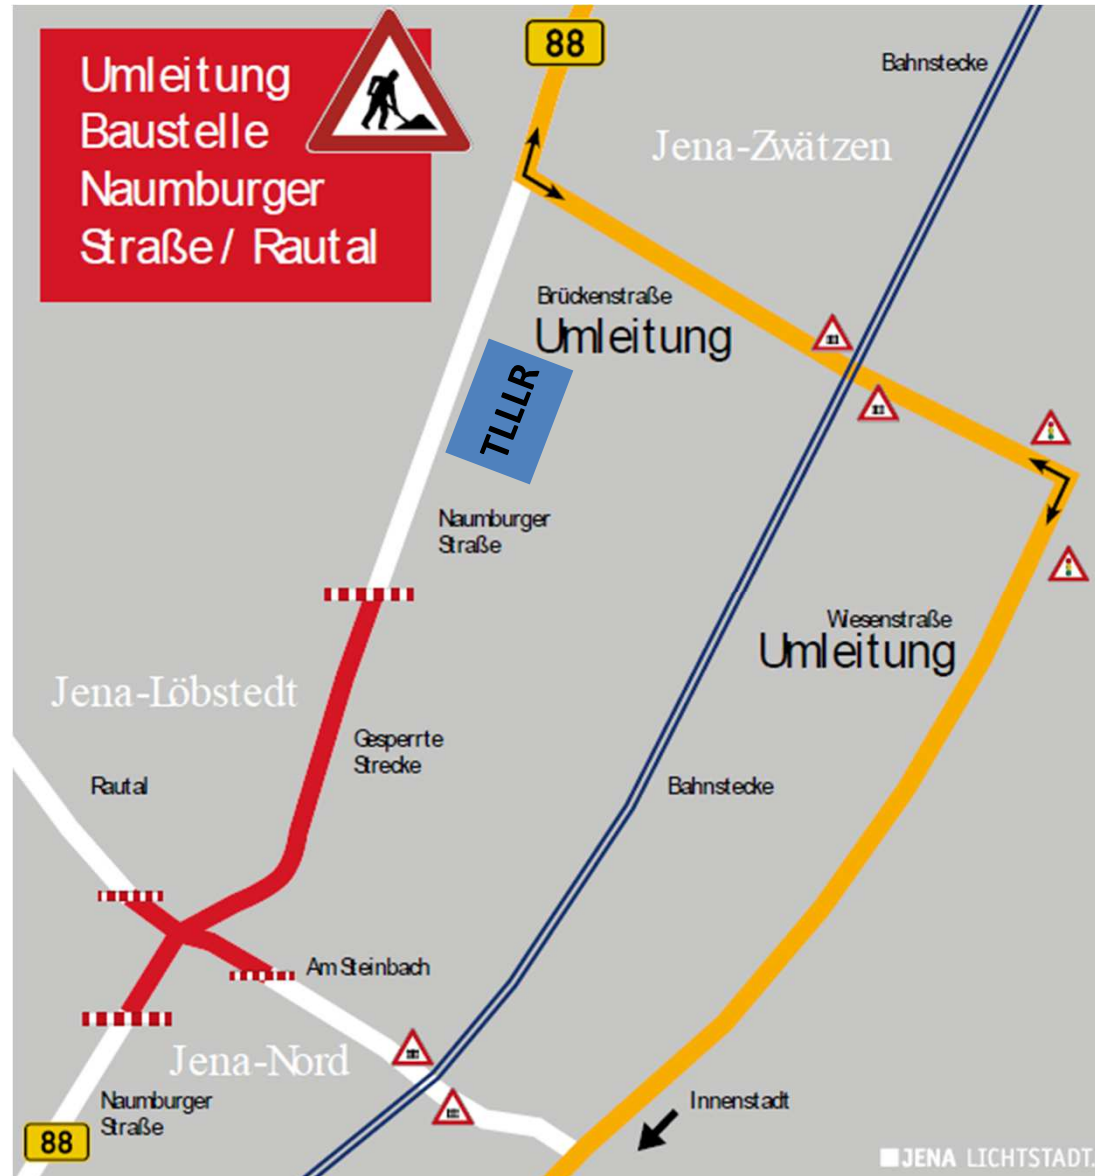 Umleitung
Baustelle
Naumburger
Straße/ Rautal
88
Bahnstecke
Jena-Zwätzen
Brückenstraße
Umleitung
TLLLR
Naumburger
Straße
Wiesenstraße
Umleitung
Jena-Löbstedt
Gesperrte
Strecke
Rautal
Bahnstecke
Am Steinbach
Jena-Nord
Naumburger
Straße
88
Innenstadt
JENA LICHTSTADT.